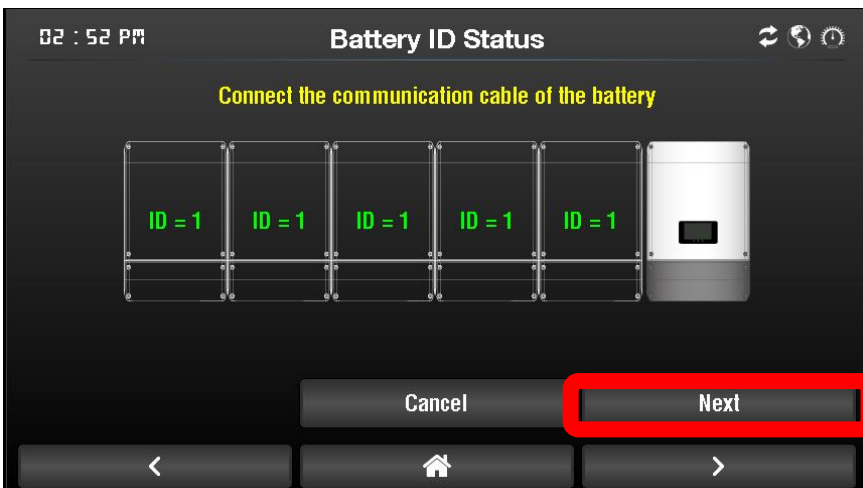 02 : 52 PM Battery ID Status
Connect the communication cable of the battery
ID = 1 ID = 1 ID = 1 ID = 1 ID = 1
Cancel Next